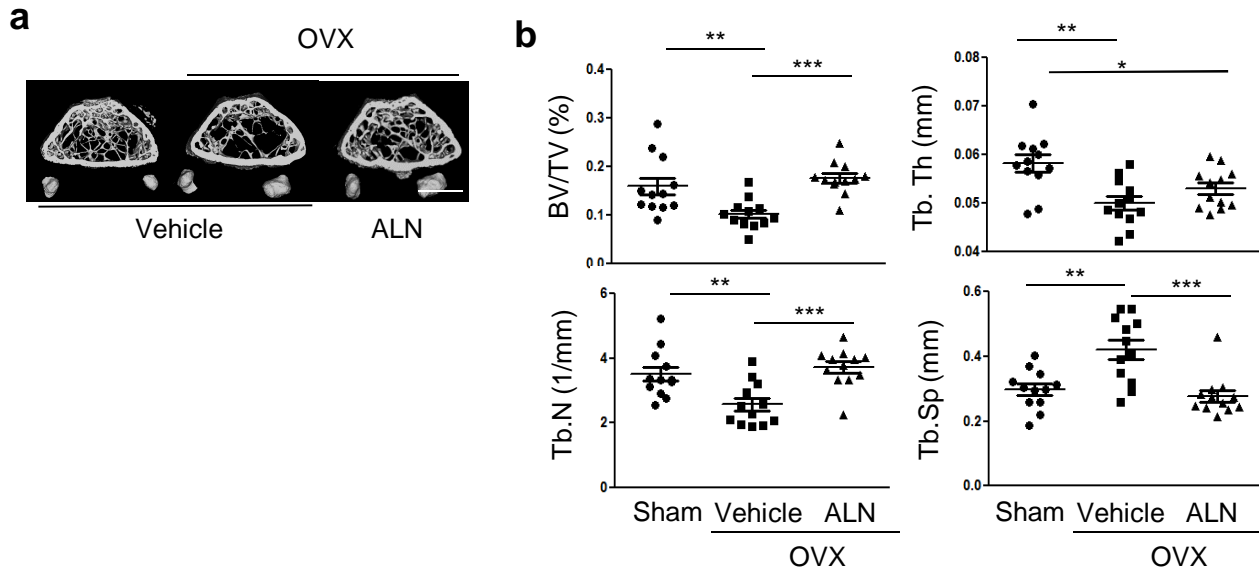 a
OVX
Vehicle
ALN
b
**
***
BV/TV (%)
0.4
0.3
0.2
0.1
0.0
**
*
Tb. Th (mm)
0.08
0.07
0.06
0.05
0.04
**
***
Tb.N (1/mm)
6
4
2
0
Sham
Vehicle
ALN
OVX
**
***
Tb.Sp (mm)
0.6
0.4
0.2
0.0
Sham
Vehicle
ALN
OVX